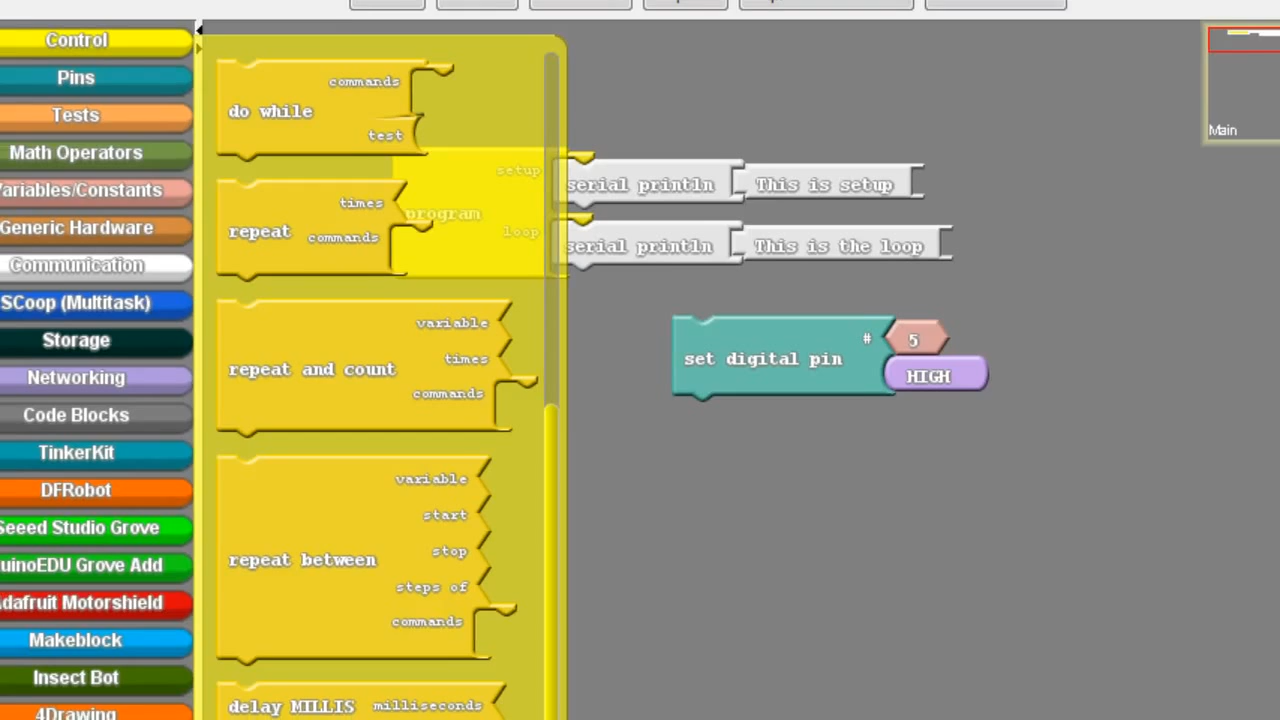 Control
Pins
Tests
Math Operators
ariables/Constants
Generic Hardware
Communication
SCoop (Multitask)
Storage
Networking
Code Blocks
TinkerKit
DFRobot
Seeed Studio Grove
uinoEDU Grove Add
dafruit Motorshield
Makeblock
Insect Bot
4Drawing
commands
do while
test
times
repeat
commands
variable
times
repeat and count
commands
variable
start
stop
repeat between
steps of
commands
delay MILLIS milliseconds
setup
program
loop
serial println This is setup
serial println This is the loop
#
5
set digital pin
HIGH
Main